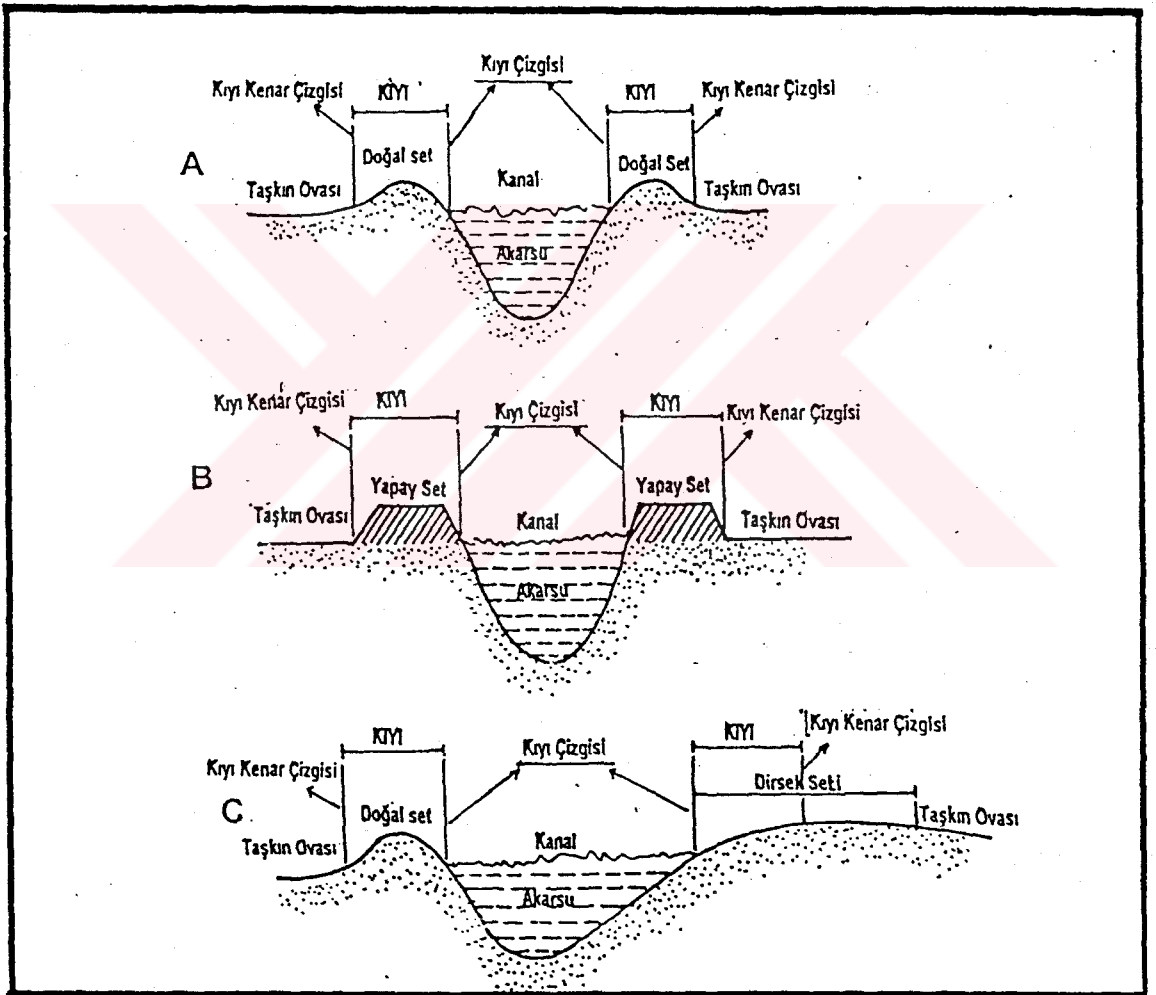 Kıyı Çizgisi
Kıyı Kenar Çizgisi KIYI KIYI Kıyı Kenar Çizgisi
A
Doğal set Doğal Set
Taşkın Ovası Kanal Taşkın Ovası
Akarsu
Kıyı Kenar Çizgisi KIYI Kıyı Çizgisi KIYI Kıyı Kenar Çizgisi
B
Yapay Set Yapay Set
Taşkın Ovası Kanal Taşkın Ovası
Akarsu
KIYI Kıyı Çizgisi KIYI Kıyı Kenar Çizgisi
Kıyı Kenar Çizgisi Dirsek Seti
C
Doğal set Taşkın Ovası
Taşkın Ovası Kanal
Akarsu